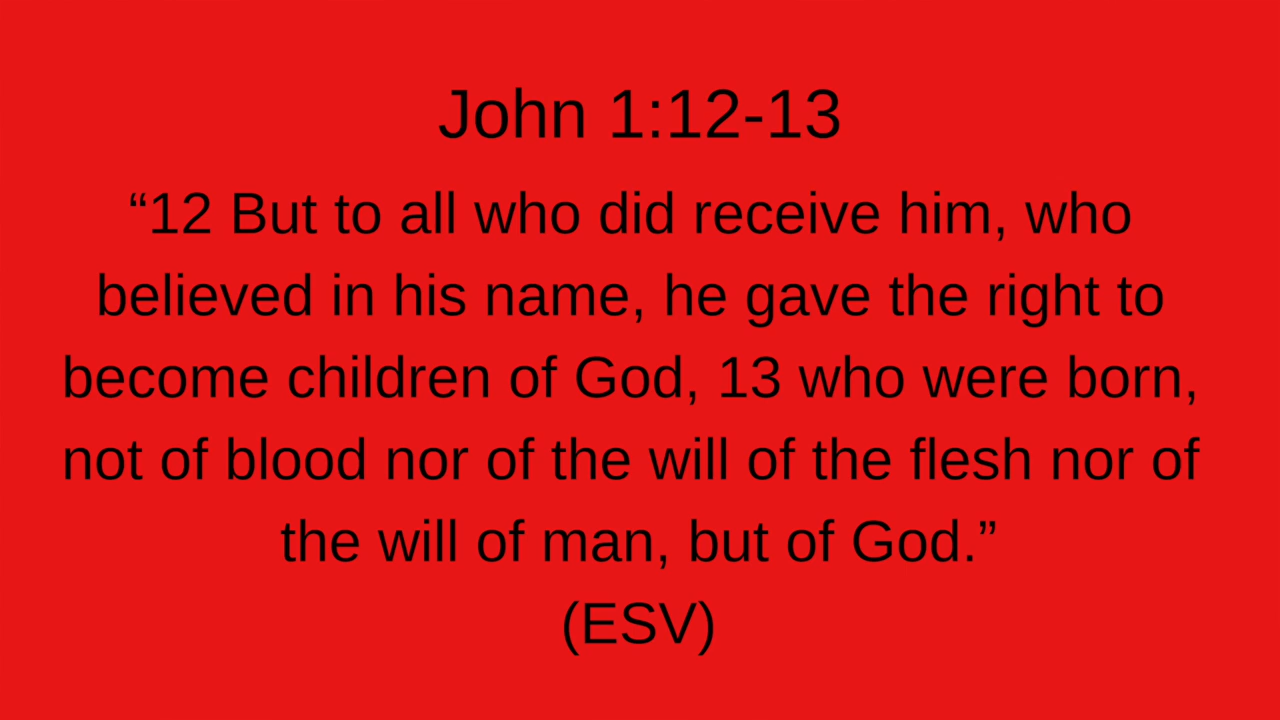 John 1:12-13
“12 But to all who did receive him, who
believed in his name, he gave the right to
become children of God, 13 who were born,
not of blood nor of the will of the flesh nor of
the will of man, but of God.”
(ESV)